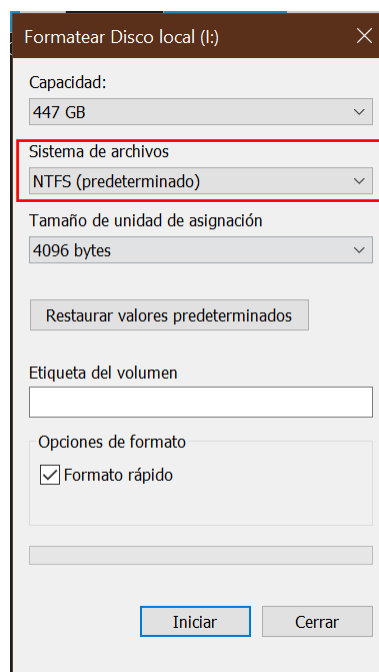 Formatear Disco local (I:)
Capacidad:
447 GB
Sistema de archivos
NTFS (predeterminado)
Tamaño de unidad de asignación
4096 bytes
Restaurar valores predeterminados
Etiqueta del volumen
Opciones de formato
Formato rápido
Iniciar
Cerrar